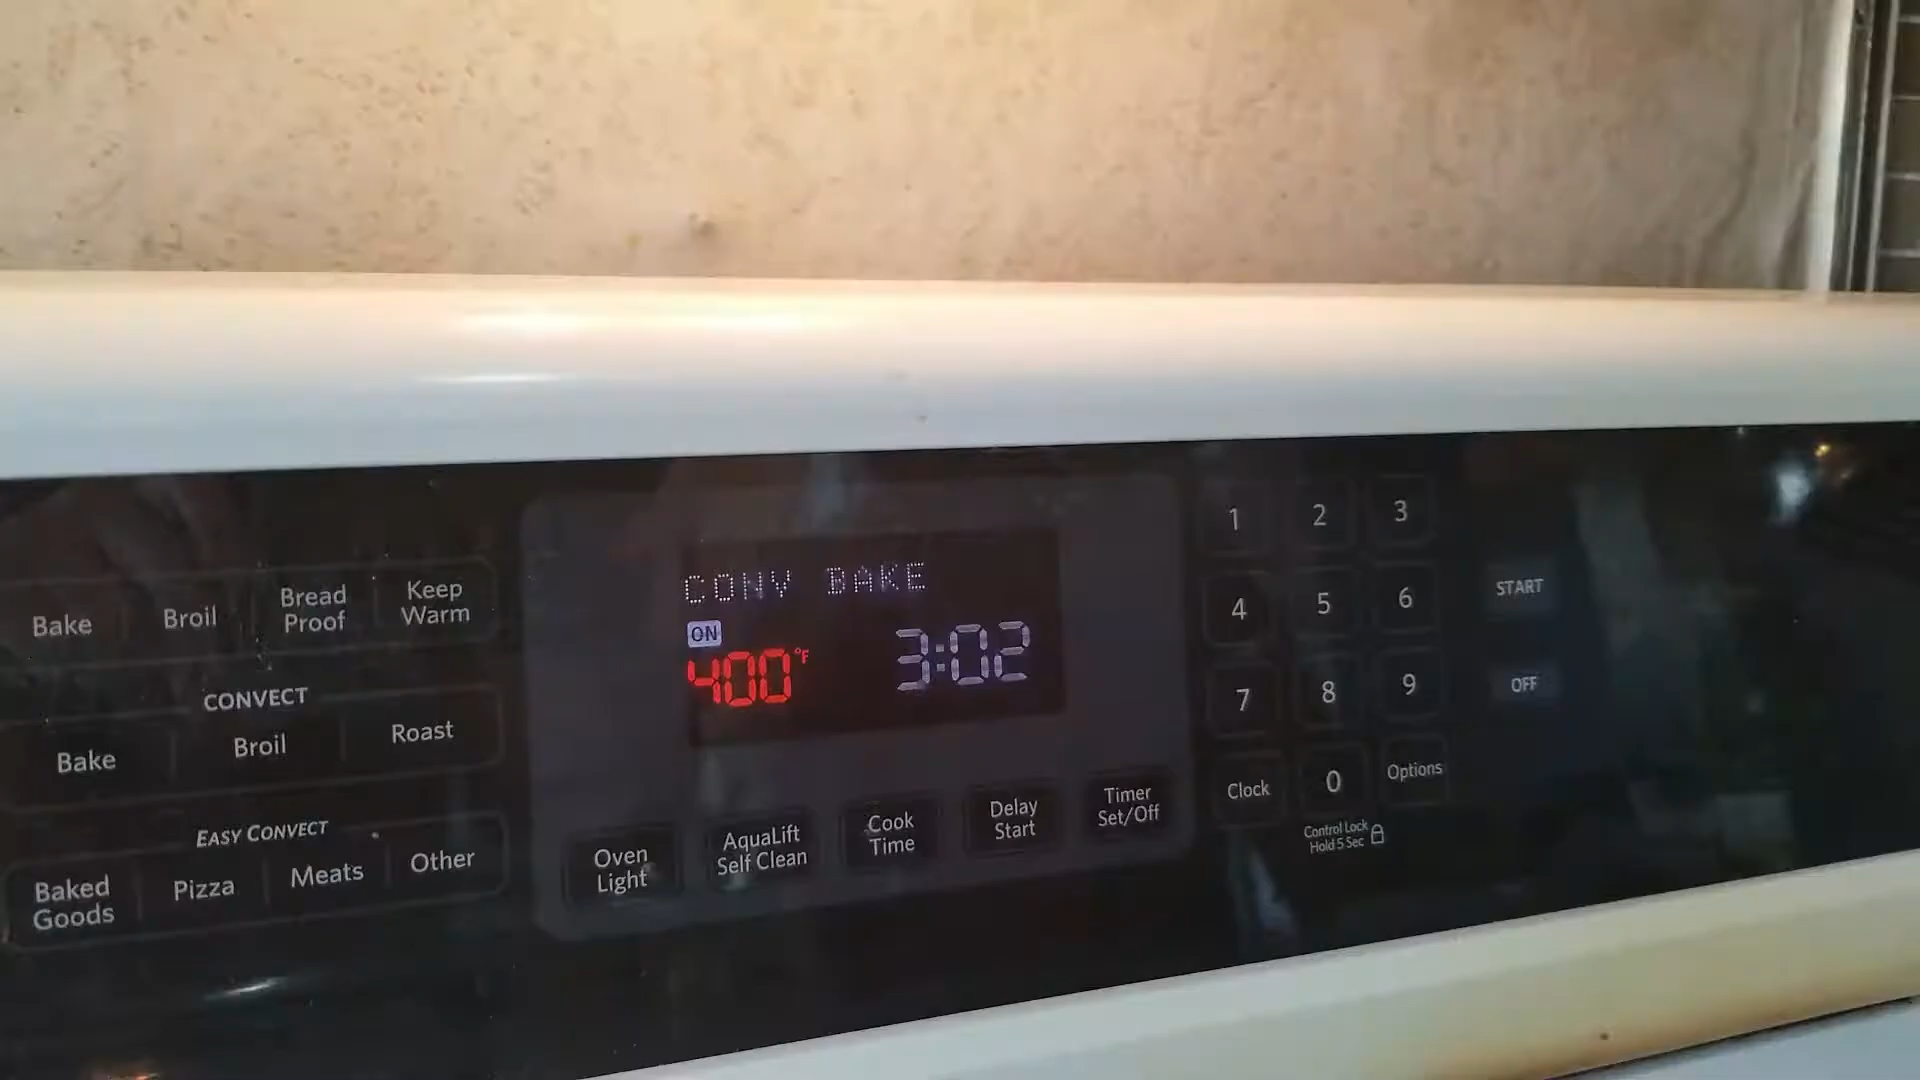 CONV BAKE
ON
400°F 3:02
Bake Broil Bread Proof Keep Warm
CONVECT
Bake Broil Roast
EASY CONVECT
Baked Goods Pizza Meats Other
Oven Light AquaLift Self Clean Cook Time Delay Start Timer Set/Off
1 2 3
4 5 6
7 8 9
Clock 0 Options
Control Lock
Hold 5 Sec
START
OFF